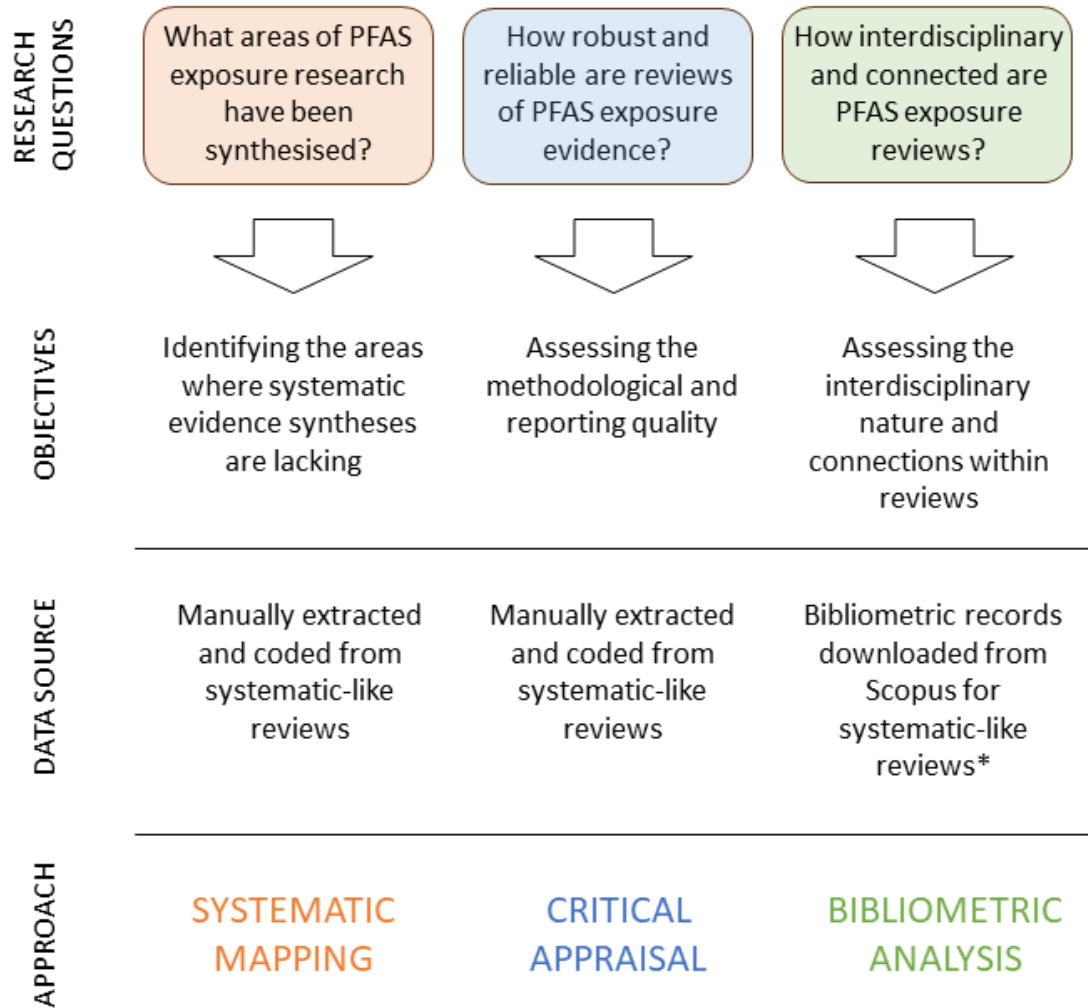 RESEARCH
QUESTIONS
What areas of PFAS
exposure research
have been
synthesised?
How robust and
reliable are reviews
of PFAS exposure
evidence?
How interdisciplinary
and connected are
PFAS exposure
reviews?
OBJECTIVES
Identifying the areas
where systematic
evidence syntheses
are lacking
Assessing the
methodological and
reporting quality
Assessing the
interdisciplinary
nature and
connections within
reviews
DATA SOURCE
Manually extracted
and coded from
systematic-like
reviews
Manually extracted
and coded from
systematic-like
reviews
Bibliometric records
downloaded from
Scopus for
systematic-like
reviews*
APPROACH
SYSTEMATIC
MAPPING
CRITICAL
APPRAISAL
BIBLIOMETRIC
ANALYSIS